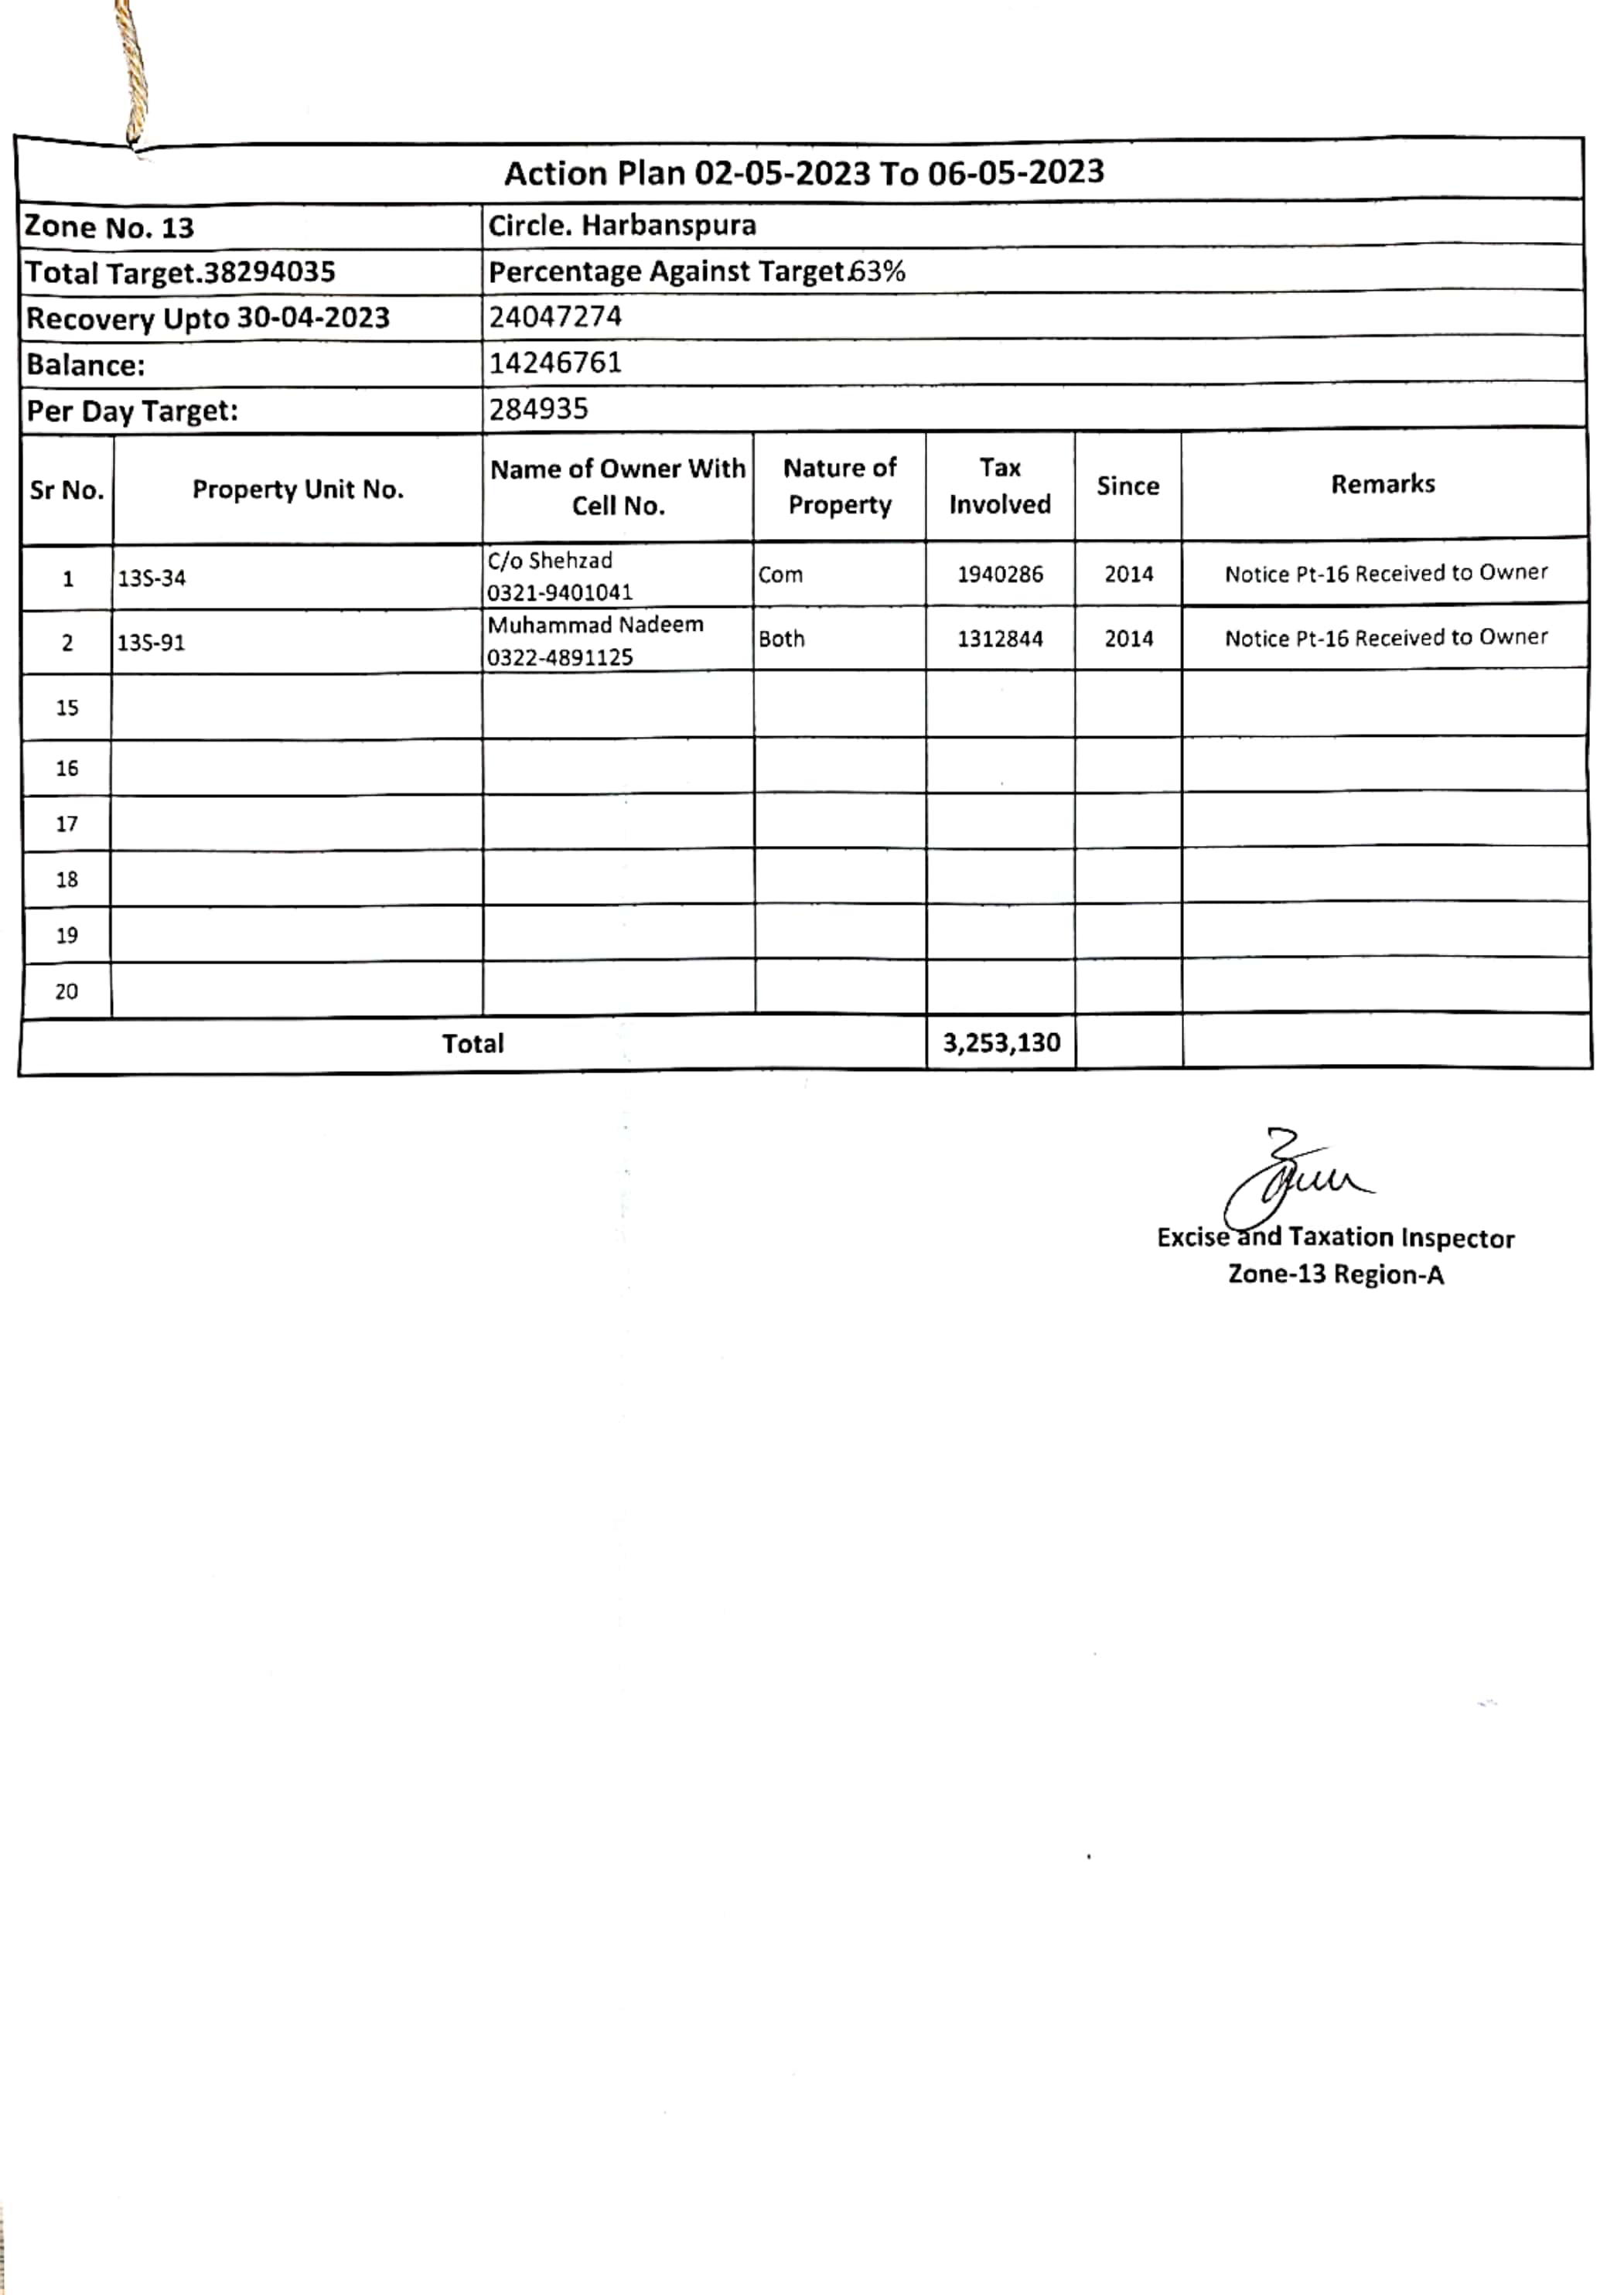 Action Plan 02-05-2023 To 06-05-2023
Zone No. 13 Circle. Harbanspura
Total Target.38294035 Percentage Against Target.63%
Recovery Upto 30-04-2023 24047274
Balance: 14246761
Per Day Target: 284935
Sr No. Property Unit No. Name of Owner With Cell No. Nature of Property Tax Involved Since Remarks
1 13S-34 C/o Shehzad 0321-9401041 Com 1940286 2014 Notice Pt-16 Received to Owner
2 13S-91 Muhammad Nadeem 0322-4891125 Both 1312844 2014 Notice Pt-16 Received to Owner
15
16
17
18
19
20
Total 3,253,130
Excise and Taxation Inspector
Zone-13 Region-A